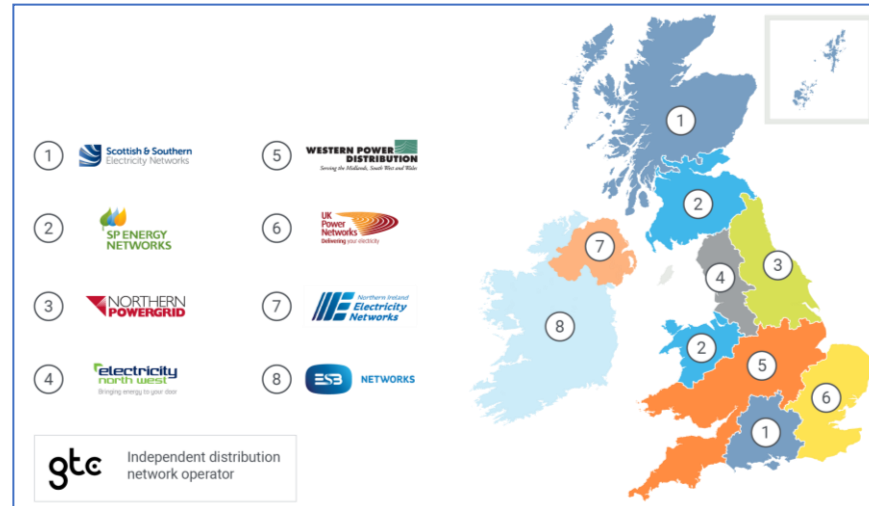 1
Scottish & Southern
Electricity Networks
2
SP ENERGY
NETWORKS
3
NORTHERN
POWERGRID
4
electricity
north west
Bringing energy to your door
5
WESTERN POWER
DISTRIBUTION
Serving the Midlands, South West and Wales
6
UK
Power
Networks
Delivering your electricity
7
Northern Ireland
Electricity
Networks
8
ESB NETWORKS
gtc
Independent distribution
network operator
1
2
3
4
7
8
2
5
6
1